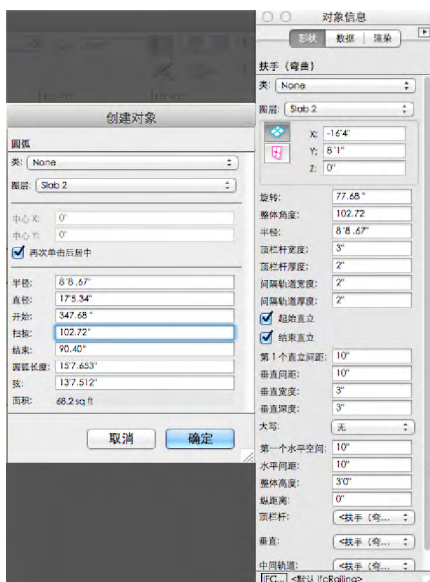 创建对象
圆弧
类: None
图层: Slab 2
中心 X: 0"
中心 Y: 0"
再次单击后居中
半径: 8'8 .67"
直径: 17'5.34"
开始: 347.68 °
扫掠: 102.72°
结束: 90.40°
圆弧长度: 15'7.653"
弦: 13'7.512"
面积: 68.2 sq ft
取消 确定
对象信息
形状 数据 渲染
扶手（弯曲）
类: None
图层: Slab 2
X: -16'4"
Y: 8'1"
Z: 0"
旋转: 77.68 °
整体角度: 102.72
半径: 8'8 .67"
顶栏杆宽度: 3"
顶栏杆厚度: 2"
间隔轨道宽度: 2"
间隔轨道厚度: 2"
起始直立
结束直立
第 1 个直立间距: 10"
垂直间距: 10"
垂直宽度: 3"
垂直深度: 3"
大写: 无
第一个水平空间: 10"
水平间距: 10"
整体高度: 3'0"
纵距离: 0"
顶栏杆: <扶手（弯...
垂直: <扶手（弯...
中间轨道: <扶手（弯...
IFC... <默认 IfcRailing>